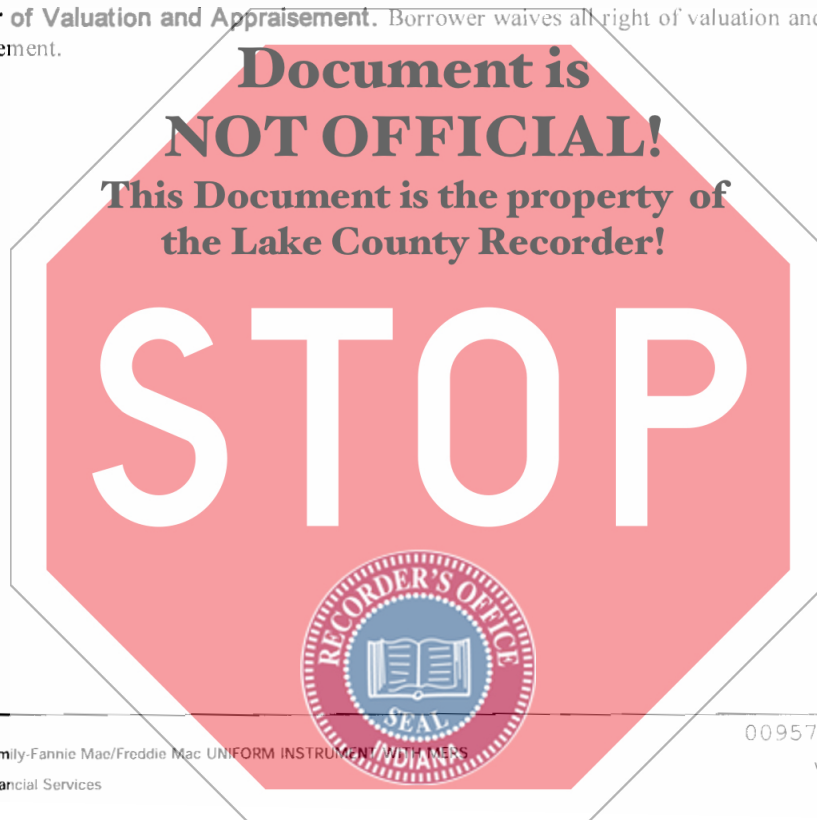 of Valuation and Appraisement. Borrower waives all right of valuation and
ement.
Document is
NOT OFFICIAL!
This Document is the property of
the Lake County Recorder!
STOP
RECORDER'S OFFICE
SEAL
INDIANA
00957
mily-Fannie Mae/Freddie Mac UNIFORM INSTRUMENT WITH MERS
ancial Services